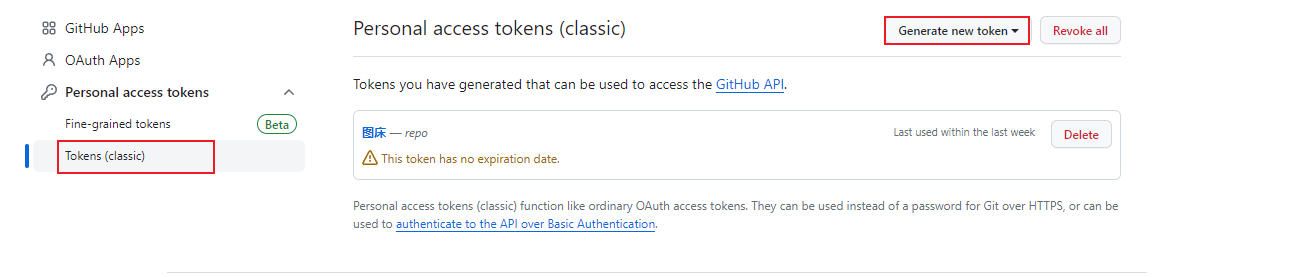 GitHub Apps
OAuth Apps
Personal access tokens
Fine-grained tokens Beta
Tokens (classic)
Personal access tokens (classic)
Generate new token
Revoke all
Tokens you have generated that can be used to access the GitHub API.
图床 — repo
Last used within the last week
Delete
This token has no expiration date.
Personal access tokens (classic) function like ordinary OAuth access tokens. They can be used instead of a password for Git over HTTPS, or can be
used to authenticate to the API over Basic Authentication.